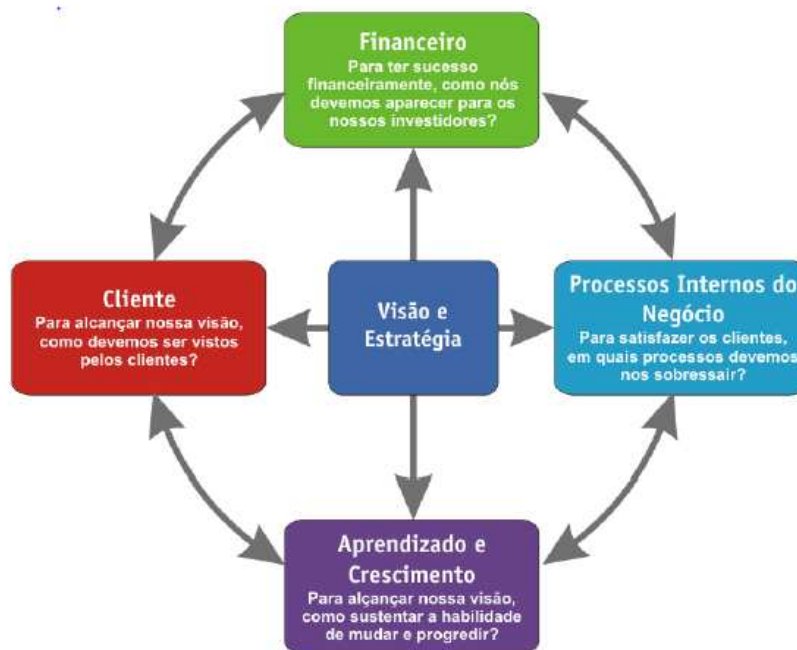 Financeiro
Para ter sucesso
financeiramente, como nós
devemos aparecer para os
nossos investidores?
Cliente
Para alcançar nossa visão,
como devemos ser vistos
pelos clientes?
Visão e
Estratégia
Processos Internos do
Negócio
Para satisfazer os clientes,
em quais processos devemos
nos sobressair?
Aprendizado e
Crescimento
Para alçançar nossa visão,
como sustentar a habilidade
de mudar e progredir?